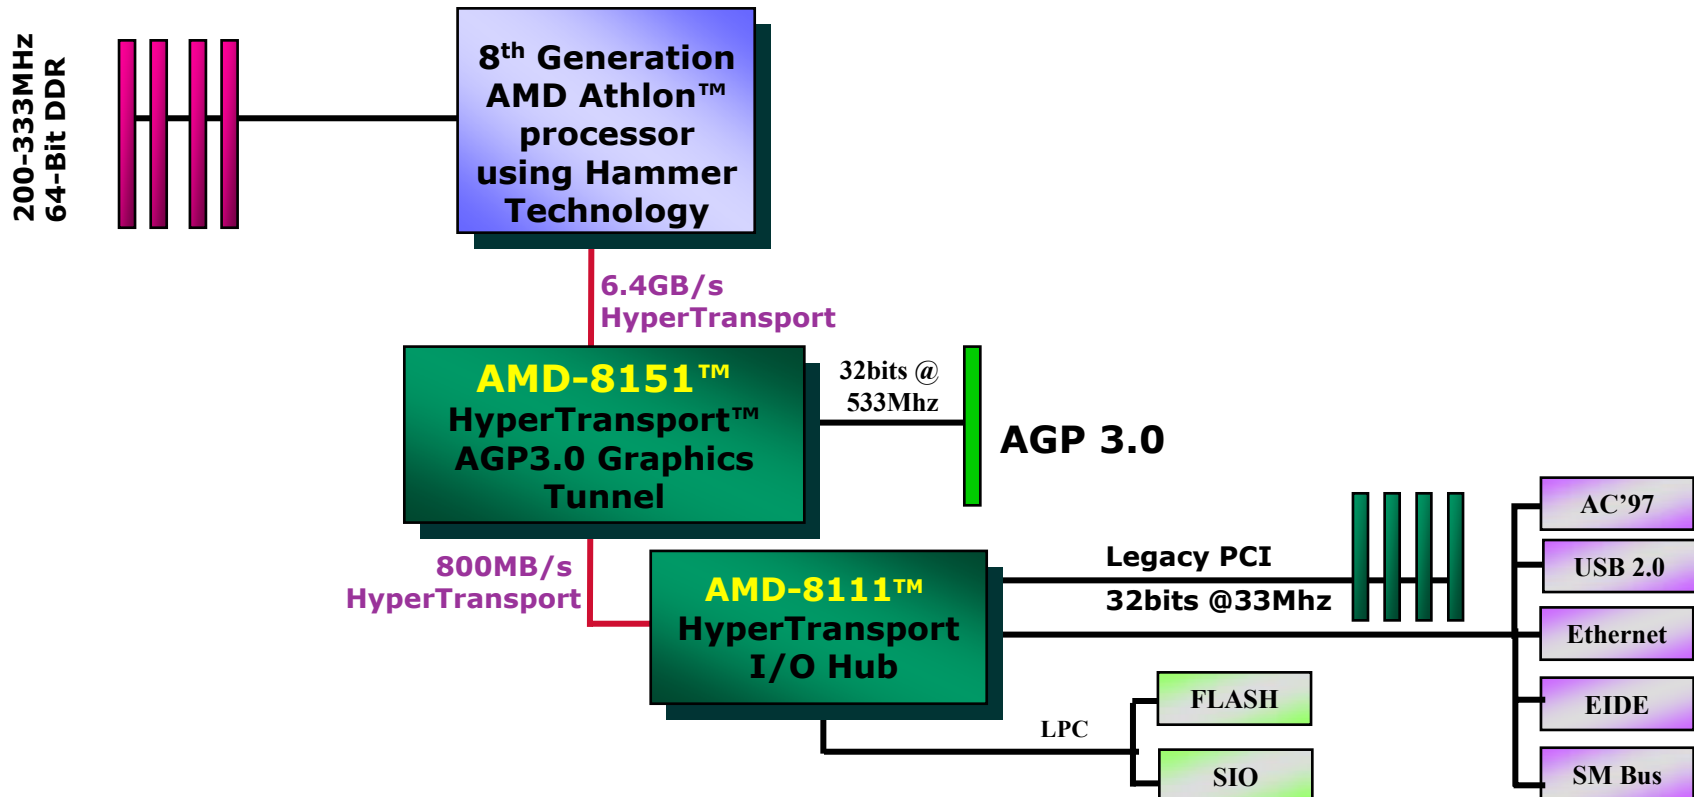 200-333MHz
64-Bit DDR
8th Generation
AMD Athlon™
processor
using Hammer
Technology
6.4GB/s
HyperTransport
AMD-8151™
HyperTransport™
AGP3.0 Graphics
Tunnel
32bits @
533Mhz
AGP 3.0
800MB/s
HyperTransport
AMD-8111™
HyperTransport
I/O Hub
Legacy PCI
32bits @33Mhz
AC’97
USB 2.0
Ethernet
EIDE
SM Bus
LPC
FLASH
SIO